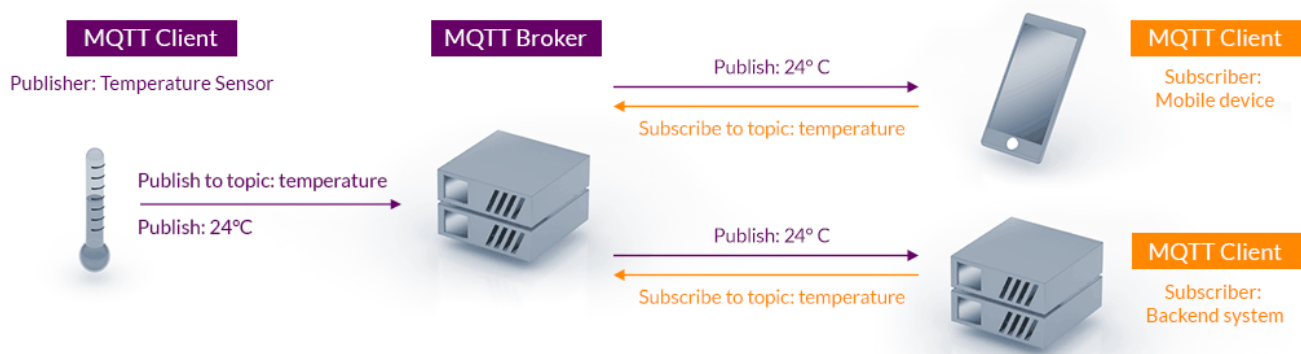 MQTT Client
Publisher: Temperature Sensor
Publish to topic: temperature
Publish: 24°C
MQTT Broker
Publish: 24° C
Subscribe to topic: temperature
MQTT Client
Subscriber:
Mobile device
Publish: 24° C
Subscribe to topic: temperature
MQTT Client
Subscriber:
Backend system